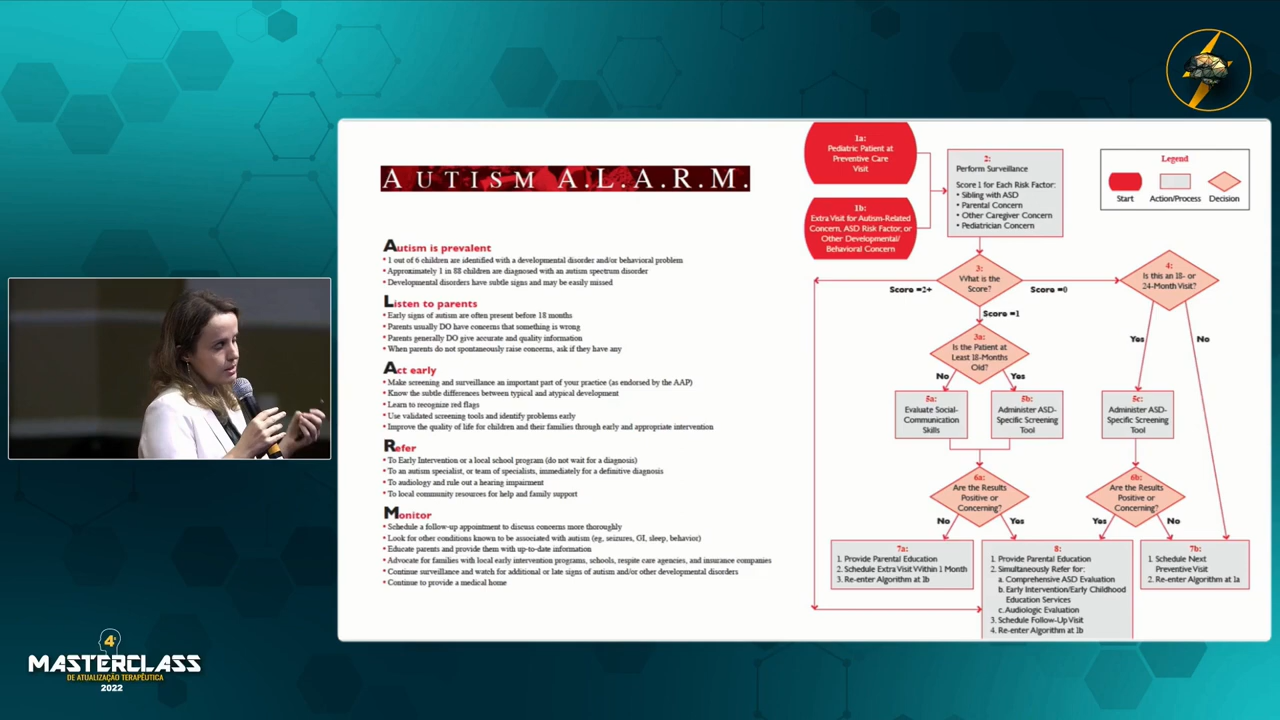 AUTISM A.L.A.R.M.
Autism is prevalent
• 1 out of 6 children are identified with a developmental disorder and/or behavioral problem
• Approximately 1 in 88 children are diagnosed with an autism spectrum disorder
• Developmental disorders have subtle signs and may be easily missed
Listen to parents
• Early signs of autism are often present before 18 months
• Parents usually DO have concerns that something is wrong
• Parents generally DO give accurate and quality information
• When parents do not spontaneously raise concerns, ask if they have any
Act early
• Make screening and surveillance an important part of your practice (as endorsed by the AAP)
• Know the subtle differences between typical and atypical development
• Learn to recognize red flags
• Use validated screening tools and identify problems early
• Improve the quality of life for children and their families through early and appropriate intervention
Refer
• To Early Intervention or a local school program (do not wait for a diagnosis)
• To an autism specialist, or team of specialists, immediately for a definitive diagnosis
• To audiology and rule out a hearing impairment
• To local community resources for help and family support
Monitor
• Schedule a follow-up appointment to discuss concerns more thoroughly
• Look for other conditions known to be associated with autism (eg, seizures, GI, sleep, behavior)
• Educate parents and provide them with up-to-date information
• Advocate for families with local early intervention programs, schools, respite care agencies, and insurance companies
• Continue surveillance and watch for additional or late signs of autism and/or other developmental disorders
• Continue to provide a medical home
1a:
Pediatric Patient at
Preventive Care
Visit
1b:
Extra Visit for Autism-Related
Concern, ASD Risk Factor, or
Other Developmental/
Behavioral Concern
2:
Perform Surveillance
Score 1 for Each Risk Factor:
• Sibling with ASD
• Parental Concern
• Other Caregiver Concern
• Pediatrician Concern
Legend
Start
Action/Process
Decision
3:
What is the
Score?
Score =2+
Score =0
Score =1
4:
Is this an 18- or
24-Month Visit?
Yes
No
3a:
Is the Patient at
Least 18-Months
Old?
No
Yes
5a:
Evaluate Social-
Communication
Skills
5b:
Administer ASD-
Specific Screening
Tool
5c:
Administer ASD-
Specific Screening
Tool
6a:
Are the Results
Positive or
Concerning?
No
Yes
6b:
Are the Results
Positive or
Concerning?
Yes
No
7a:
1. Provide Parental Education
2. Schedule Extra Visit Within 1 Month
3. Re-enter Algorithm at 1b
8:
1. Provide Parental Education
2. Simultaneously Refer for:
a. Comprehensive ASD Evaluation
b. Early Intervention/Early Childhood
Education Services
c. Audiologic Evaluation
3. Schedule Follow-Up Visit
4. Re-enter Algorithm at 1b
7b:
1. Schedule Next
Preventive Visit
2. Re-enter Algorithm at 1a
4ª
MASTERCLASS
DE ATUALIZAÇÃO TERAPÊUTICA
2022